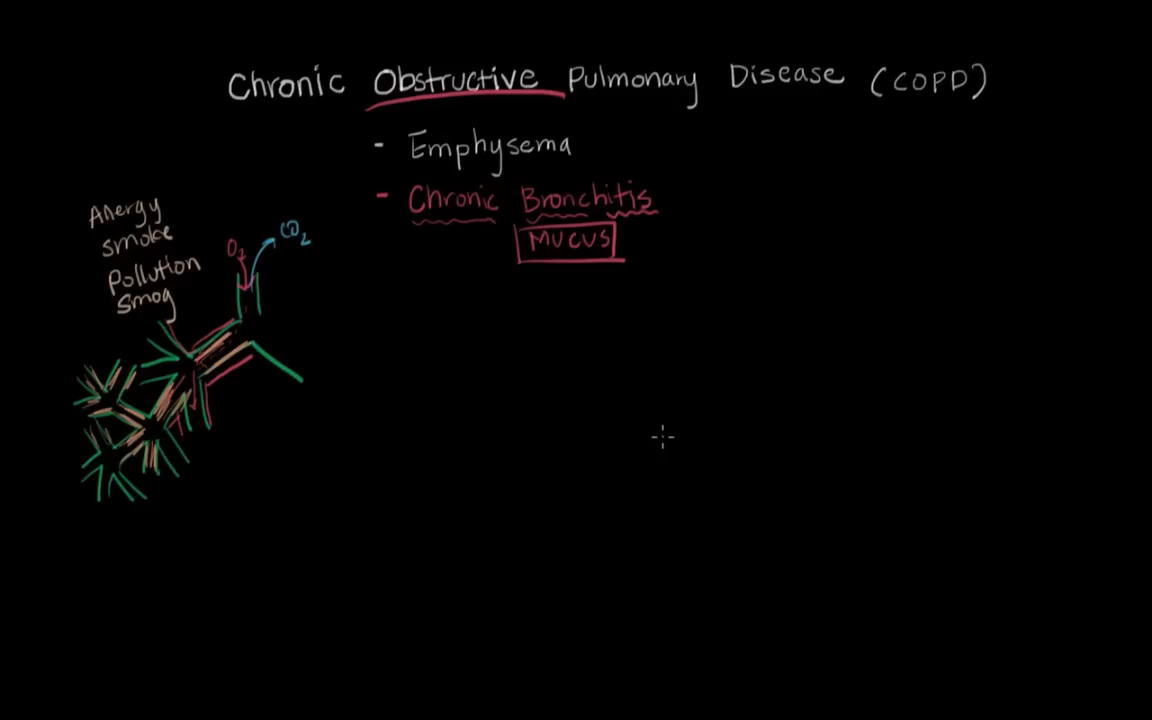 Chronic Obstructive Pulmonary Disease (COPD)
- Emphysema
- Chronic Bronchitis
MUCUS
Allergy
smoke
Pollution
smog
O2
CO2